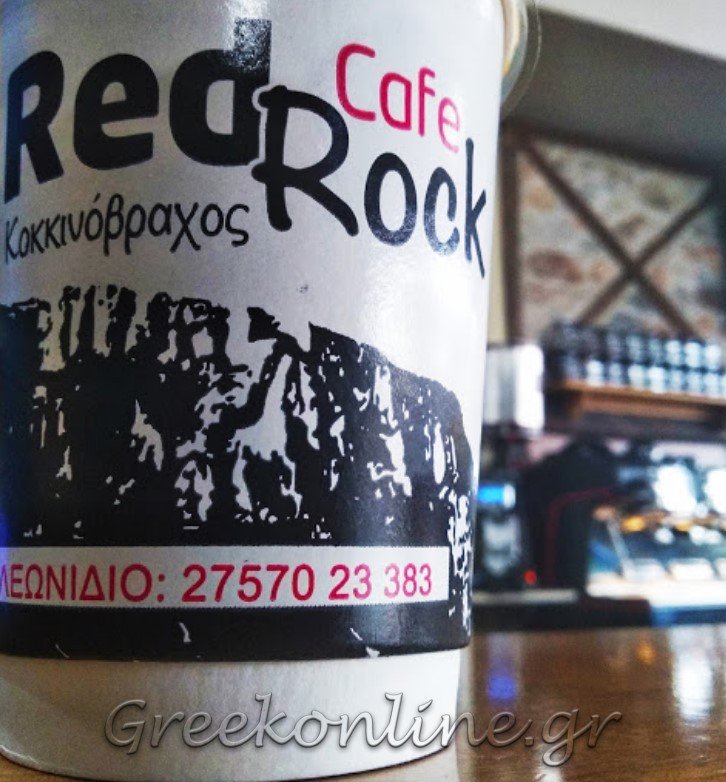 Red
Cafe
Rock
Κοκκινόβραχος
ΛΕΩΝΙΔΙΟ: 27570 23 383
Greekonline.gr